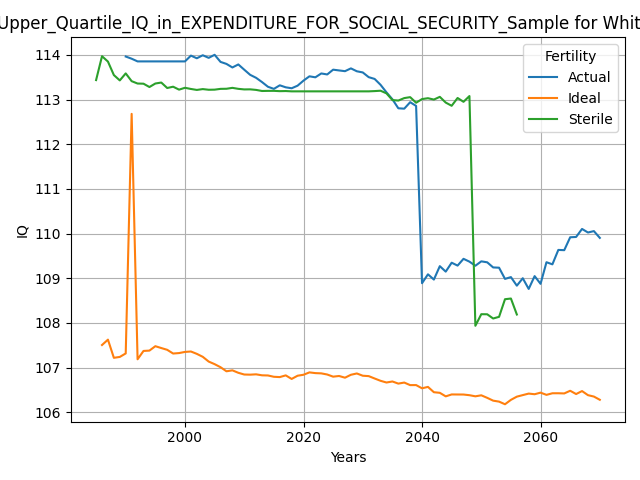 Upper_Quartile_IQ_in_EXPENDITURE_FOR_SOCIAL_SECURITY_Sample for Whit
114
113
112
111
110
109
108
107
106
IQ
Fertility
Actual
Ideal
Sterile
2000 2020 2040 2060
Years